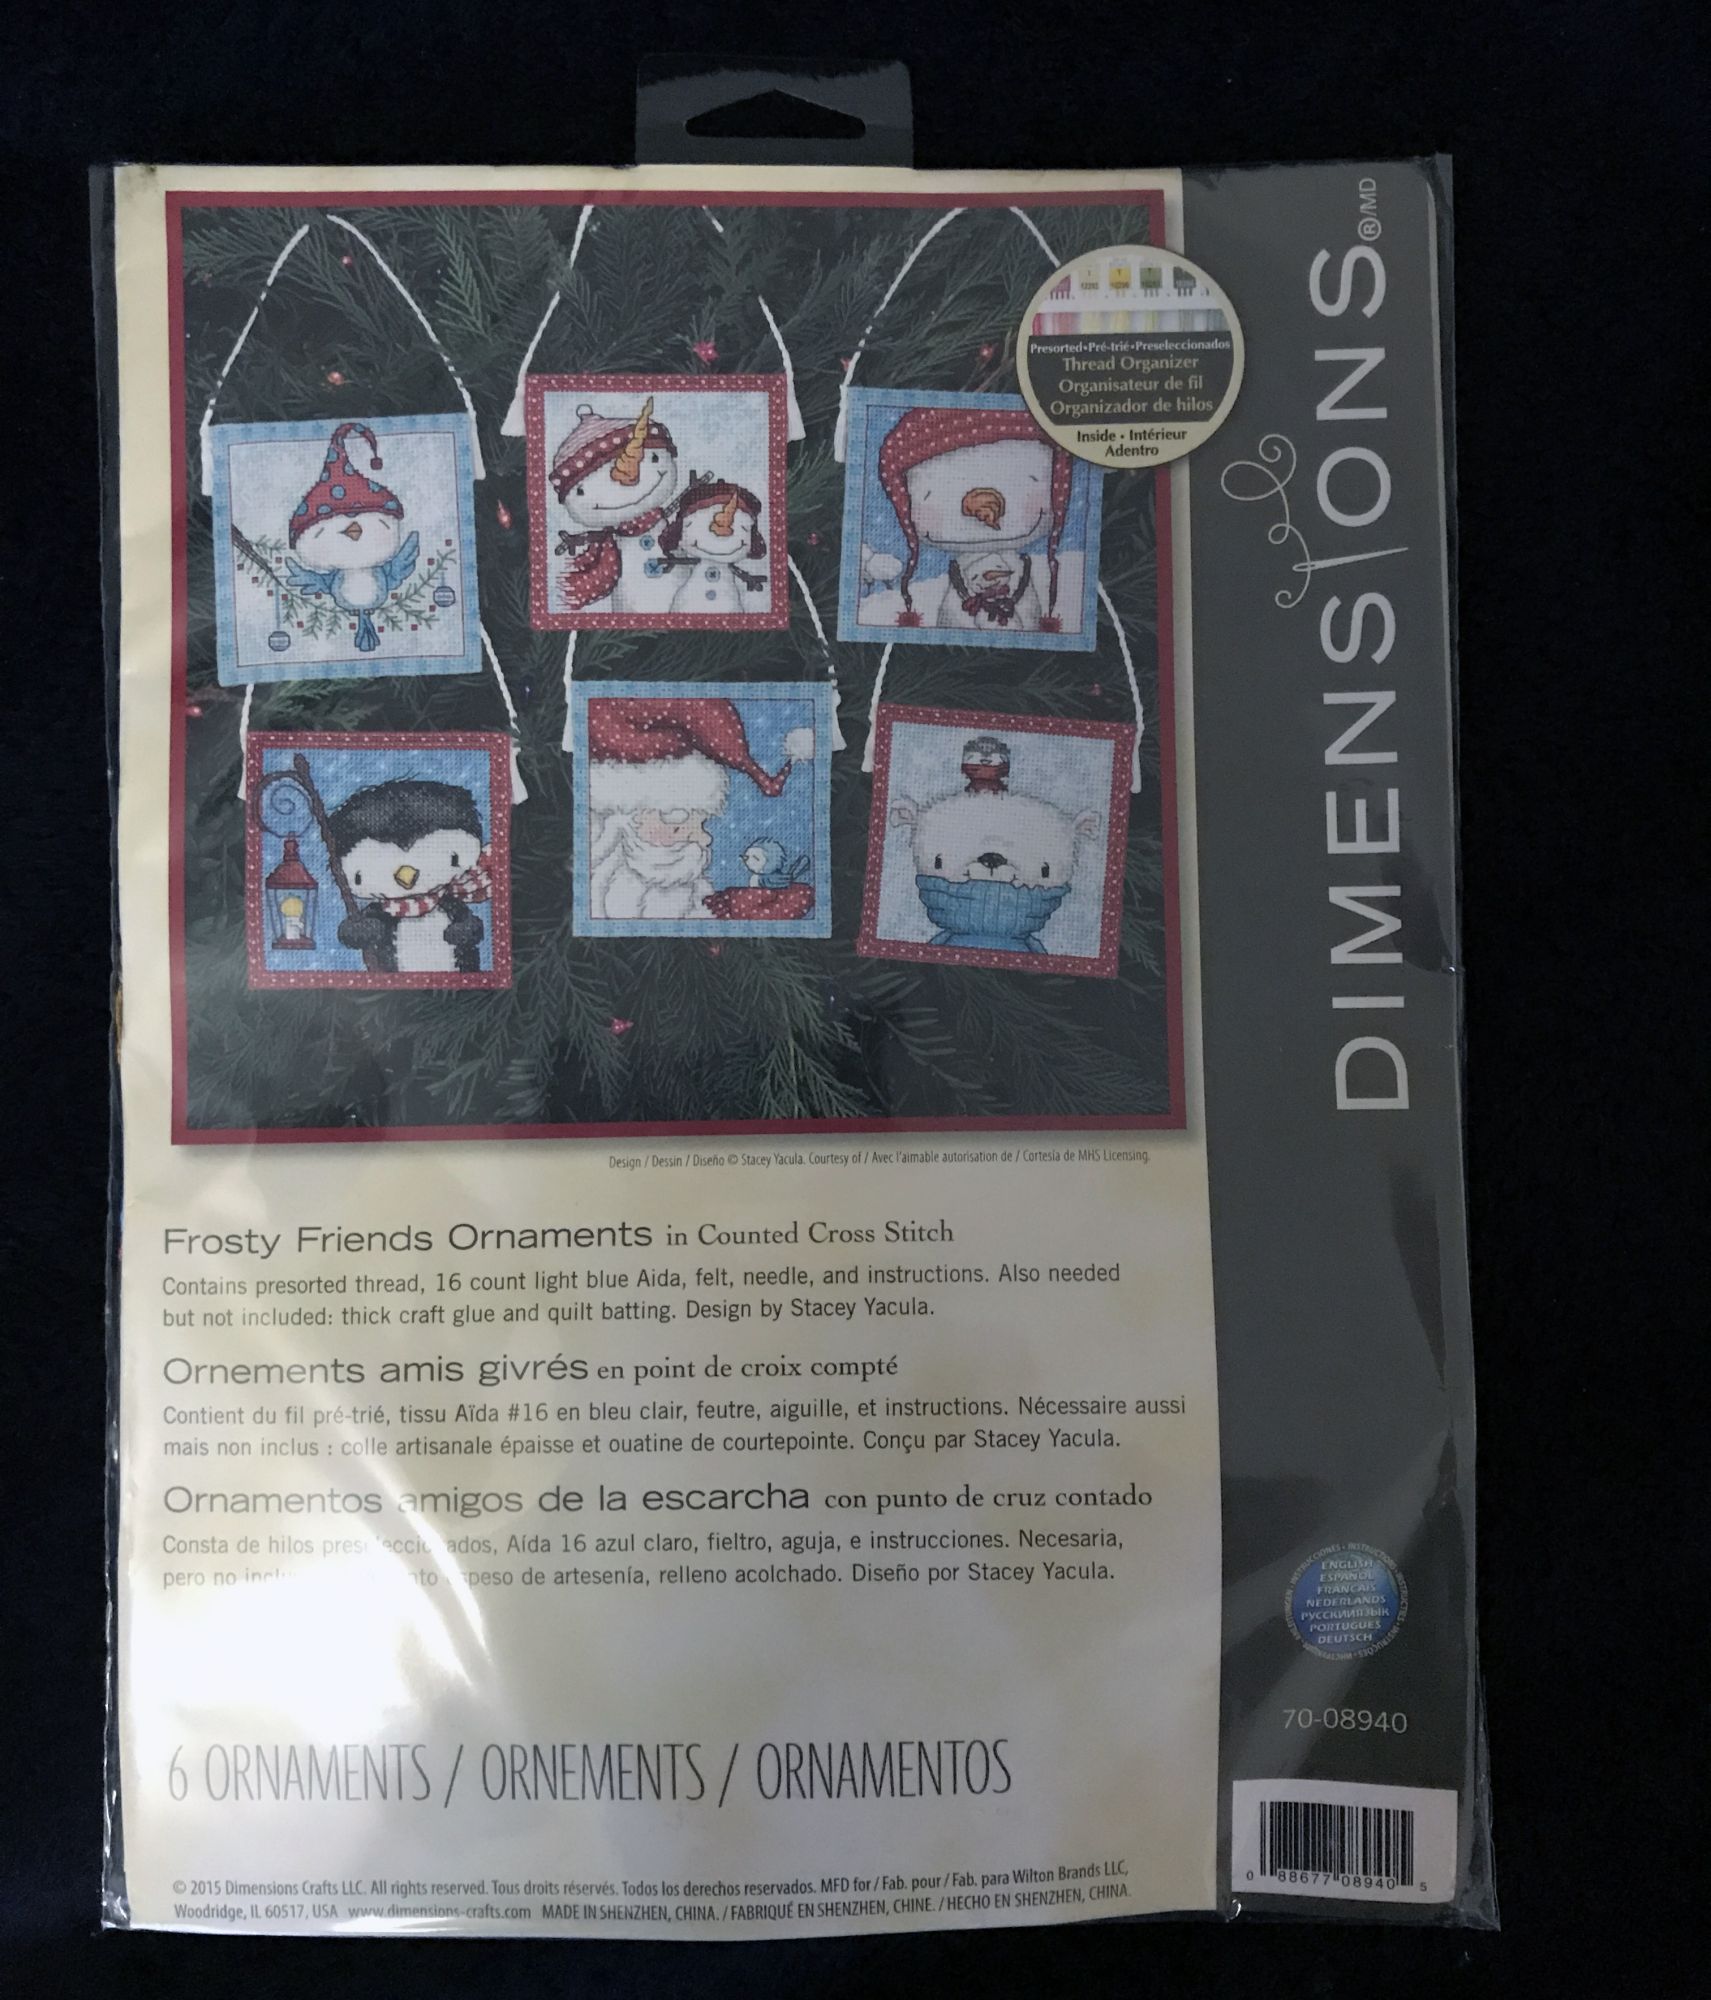 Presorted•Pré-trié•Preseleccionados
Thread Organizer
Organisateur de fil
Organizador de hilos
Inside • Intérieur
Adentro
DIMENSIONS®/MD
Design / Dessin / Diseño © Stacey Yacula. Courtesy of / Avec l'aimable autorisation de / Cortesía de MHS Licensing.
Frosty Friends Ornaments in Counted Cross Stitch
Contains presorted thread, 16 count light blue Aida, felt, needle, and instructions. Also needed
but not included: thick craft glue and quilt batting. Design by Stacey Yacula.
Ornements amis givrés en point de croix compté
Contient du fil pré-trié, tissu Aïda #16 en bleu clair, feutre, aiguille, et instructions. Nécessaire aussi
mais non inclus : colle artisanale épaisse et ouatine de courtepointe. Conçu par Stacey Yacula.
Ornamentos amigos de la escarcha con punto de cruz contado
Consta de hilos Aída 16 azul claro, fieltro, aguja, e instrucciones. Necesaria,
pero no de artesenía, relleno acolchado. Diseño por Stacey Yacula.
ENGLISH
ESPAÑOL
FRANÇAIS
NEDERLANDS
РУССКИЙЯЗЫК
PORTUGUÊS
DEUTSCH
70-08940
6 ORNAMENTS / ORNEMENTS / ORNAMENTOS
0 88677 08940 5
© 2015 Dimensions Crafts LLC. All rights reserved. Tous droits réservés. Todos los derechos reservados. MFD for / Fab. pour / Fab. para Wilton Brands LLC,
Woodridge, IL 60517, USA www.dimensions-crafts.com MADE IN SHENZHEN, CHINA. / FABRIQUÉ EN SHENZHEN, CHINE. / HECHO EN SHENZHEN, CHINA.